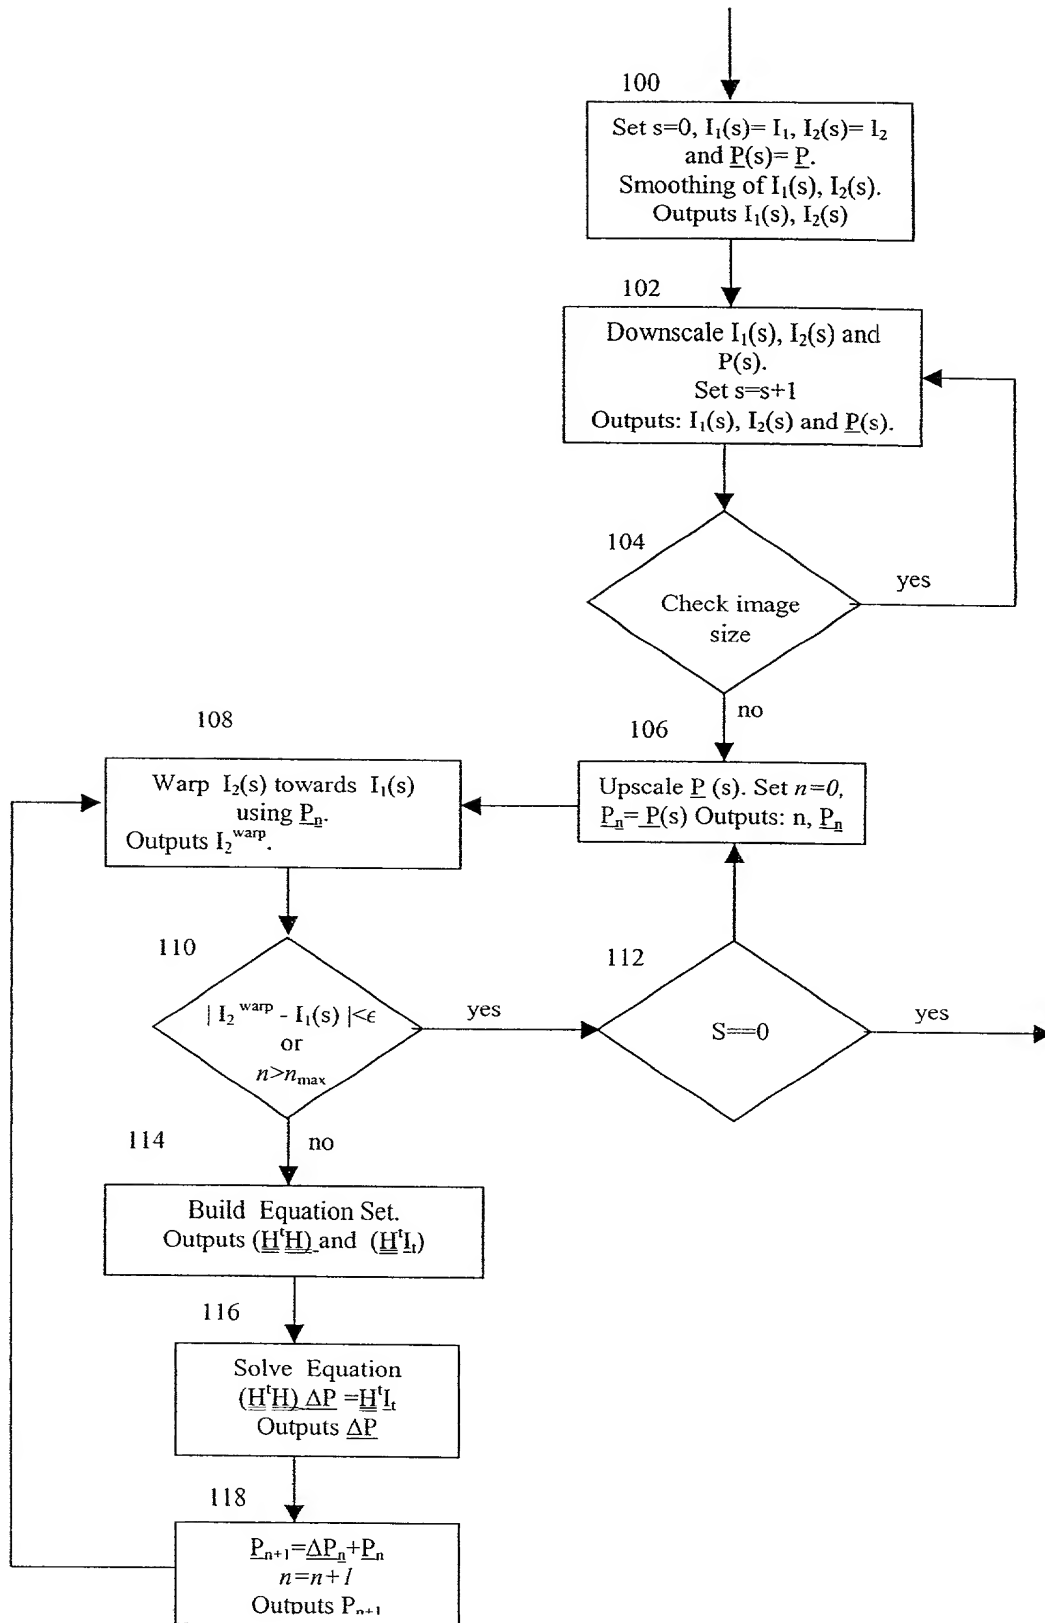 100
Set s=0, I₁(s)= I₁, I₂(s)= I₂
and P(s)= P.
Smoothing of I₁(s), I₂(s).
Outputs I₁(s), I₂(s)
102
Downscale I₁(s), I₂(s) and
P(s).
Set s=s+1
Outputs: I₁(s), I₂(s) and P(s).
104
Check image
size
yes
no
106
Upscale P (s). Set n=0,
Pₙ= P(s) Outputs: n, Pₙ
108
Warp I₂(s) towards I₁(s)
using Pₙ.
Outputs I₂ʷᵃʳᵖ.
110
| I₂ ʷᵃʳᵖ - I₁(s) |<ϵ
or
n>nₘₐₓ
yes
no
112
S==0
yes
114
Build Equation Set.
Outputs (HᵗH) and (HᵗIₜ)
116
Solve Equation
(HᵗH) ΔP =HᵗIₜ
Outputs ΔP
118
Pₙ₊₁=ΔPₙ+Pₙ
n=n+1
Outputs Pₙ₊₁